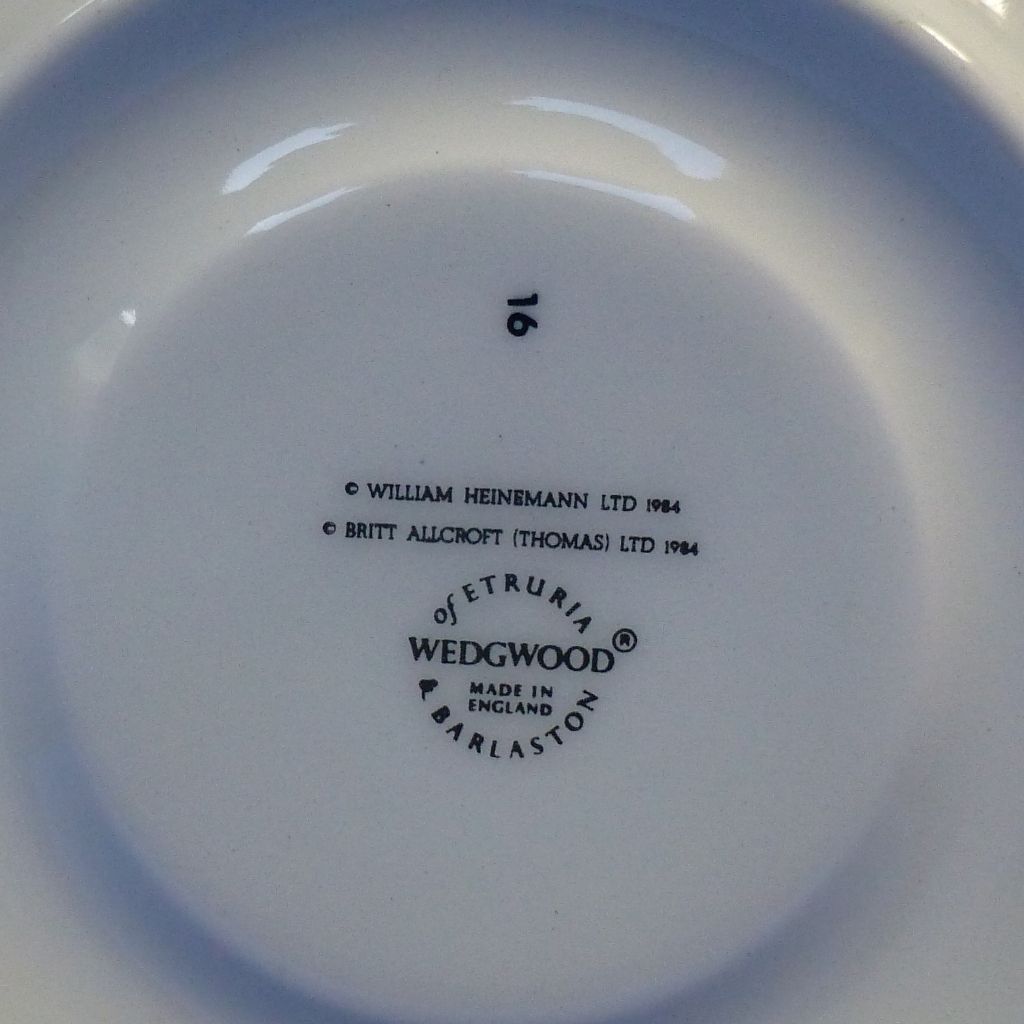 16
© WILLIAM HEINEMANN LTD 1984
© BRITT ALLCROFT (THOMAS) LTD 1984
of ETRURIA
WEDGWOOD®
MADE IN
ENGLAND
& BARLASTON